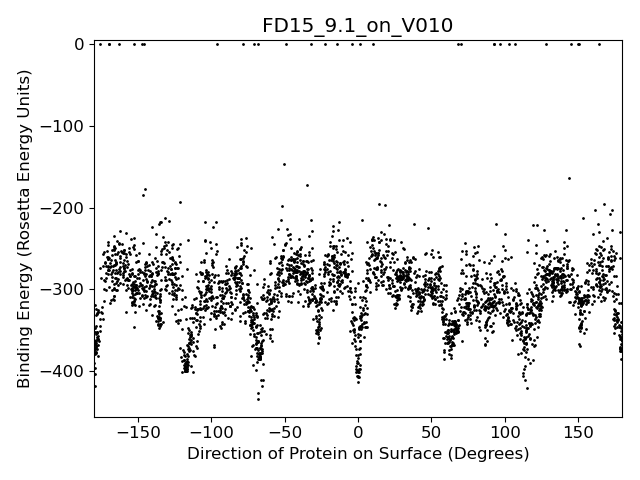 FD15_9.1_on_V010
0
−100
−200
−300
−400
Binding Energy (Rosetta Energy Units)
−150 −100 −50 0 50 100 150
Direction of Protein on Surface (Degrees)